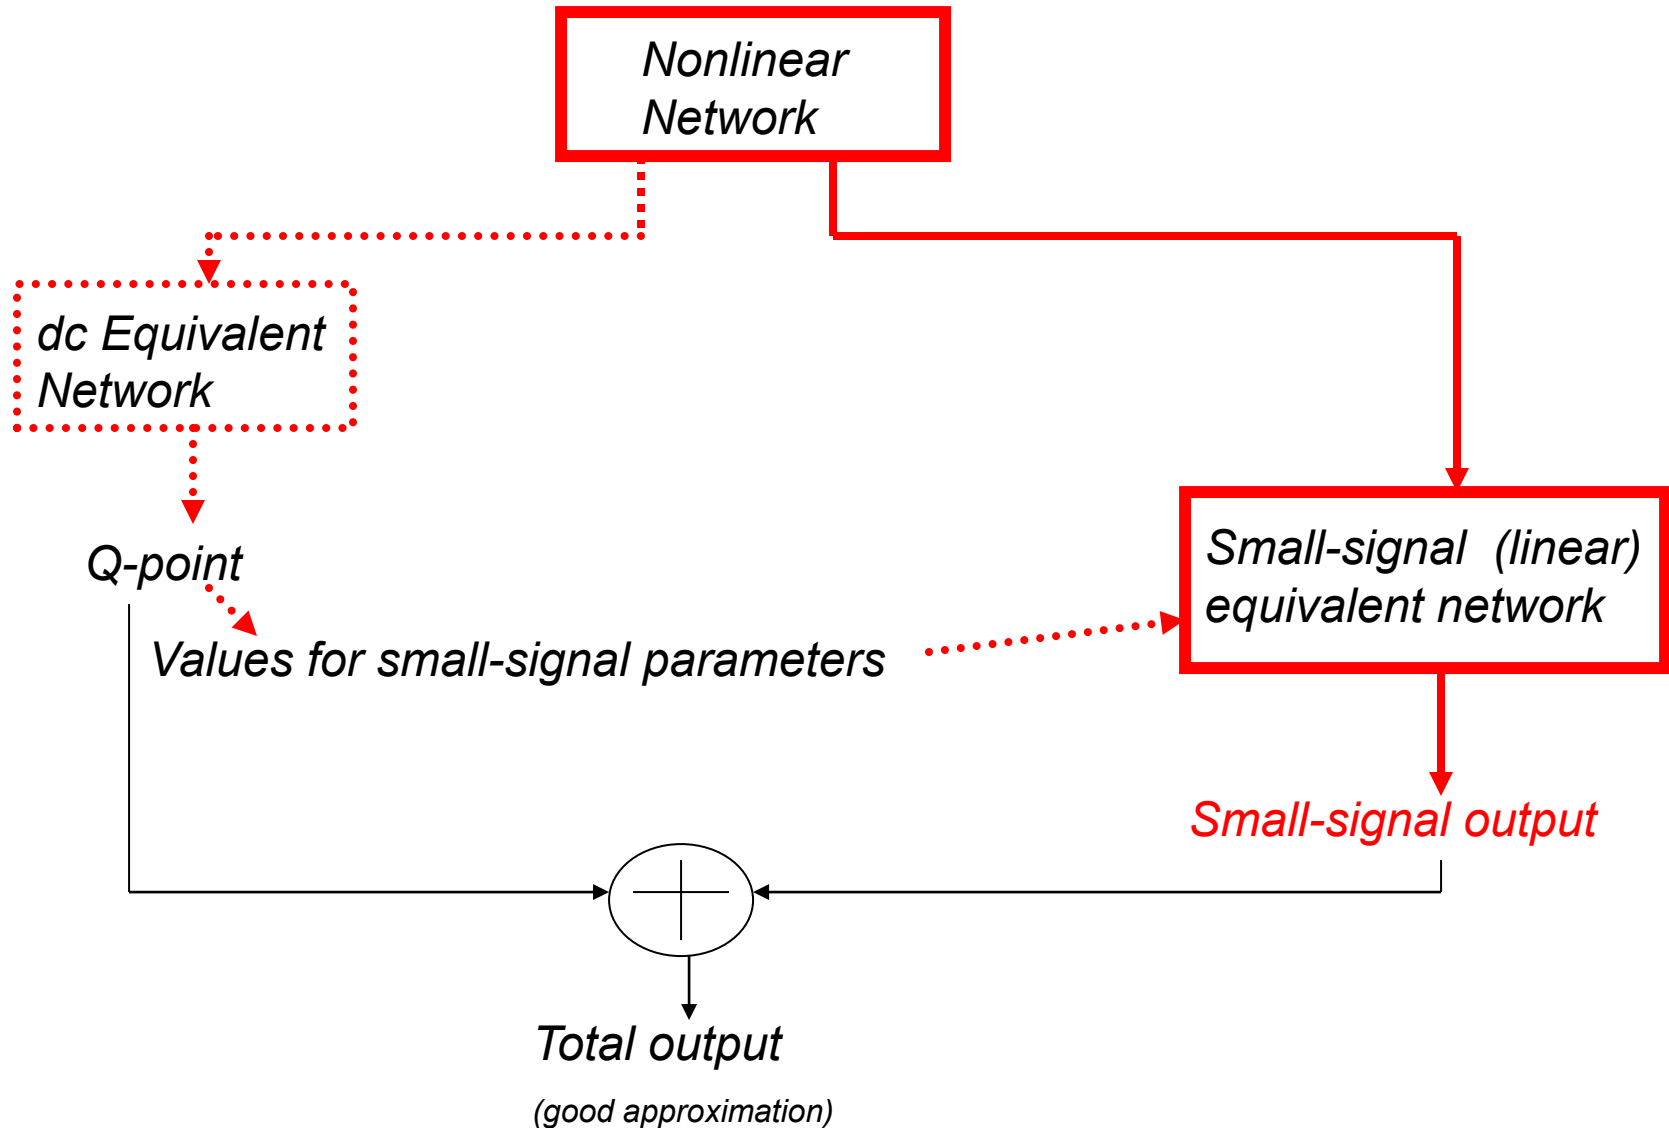 Nonlinear
Network
dc Equivalent
Network
Q-point
Small-signal (linear)
equivalent network
Values for small-signal parameters
Small-signal output
Total output
(good approximation)